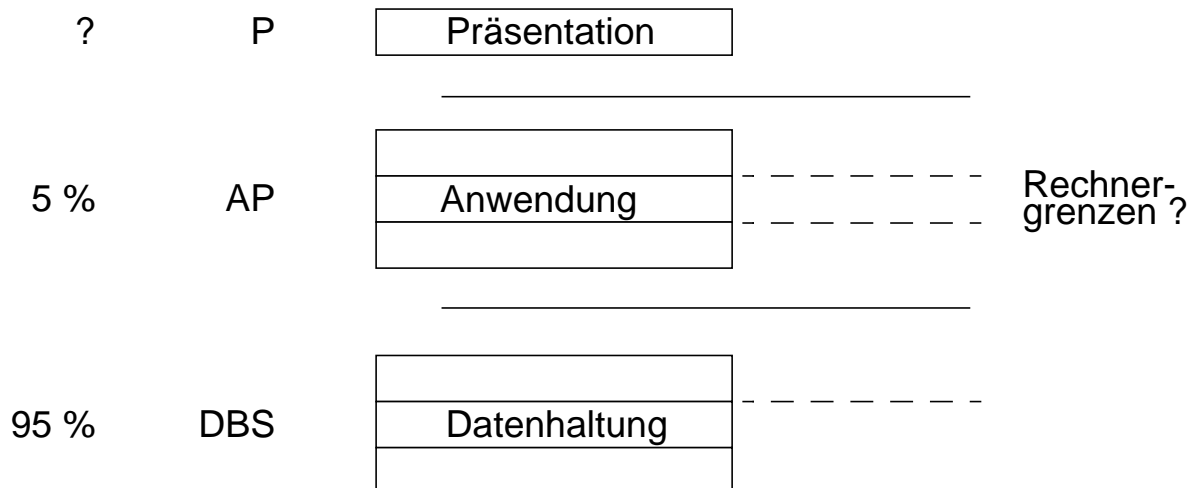 ? P Präsentation
5 % AP Anwendung
Rechner-
grenzen ?
95 % DBS Datenhaltung